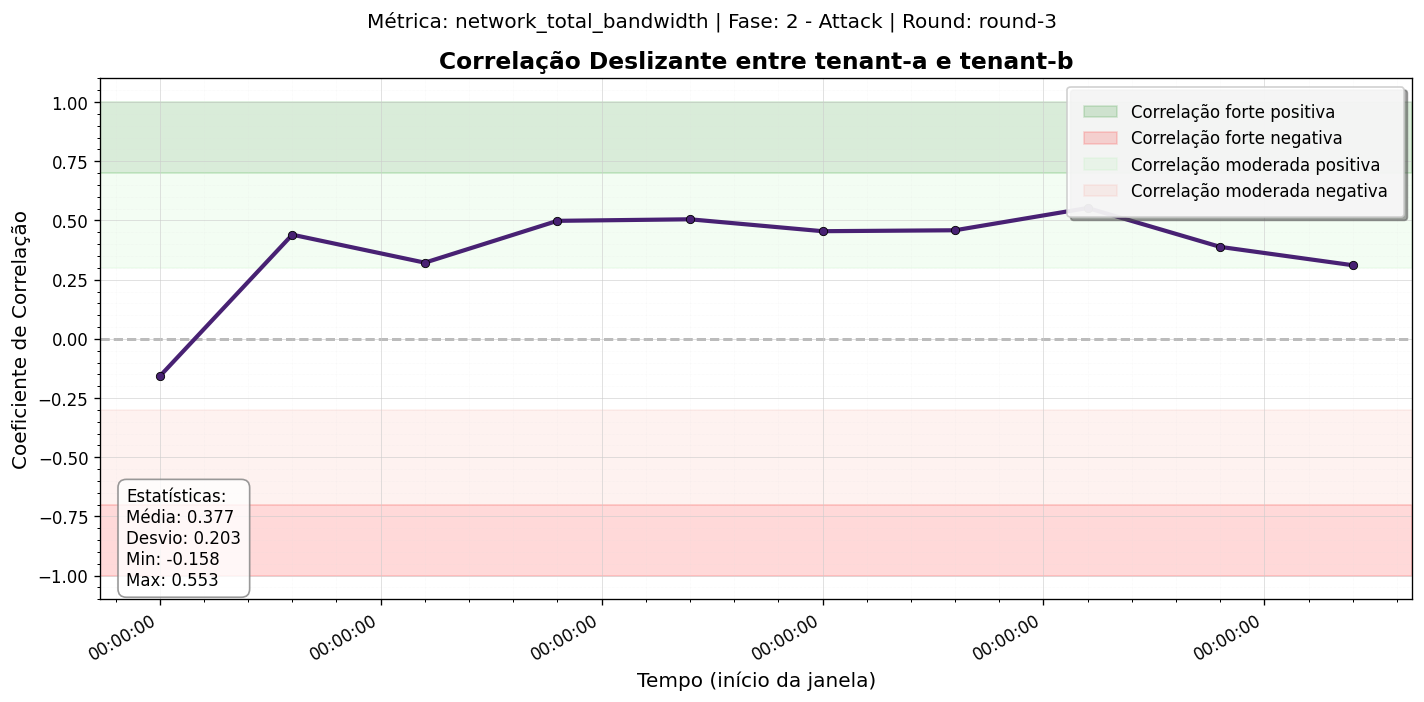 Métrica: network_total_bandwidth | Fase: 2 - Attack | Round: round-3
Correlação Deslizante entre tenant-a e tenant-b
Coeficiente de Correlação
1.00
0.75
0.50
0.25
0.00
−0.25
−0.50
−0.75
−1.00
Correlação forte positiva
Correlação forte negativa
Correlação moderada positiva
Correlação moderada negativa
Estatísticas:
Média: 0.377
Desvio: 0.203
Min: -0.158
Max: 0.553
00:00:00
00:00:00
00:00:00
00:00:00
00:00:00
00:00:00
Tempo (início da janela)